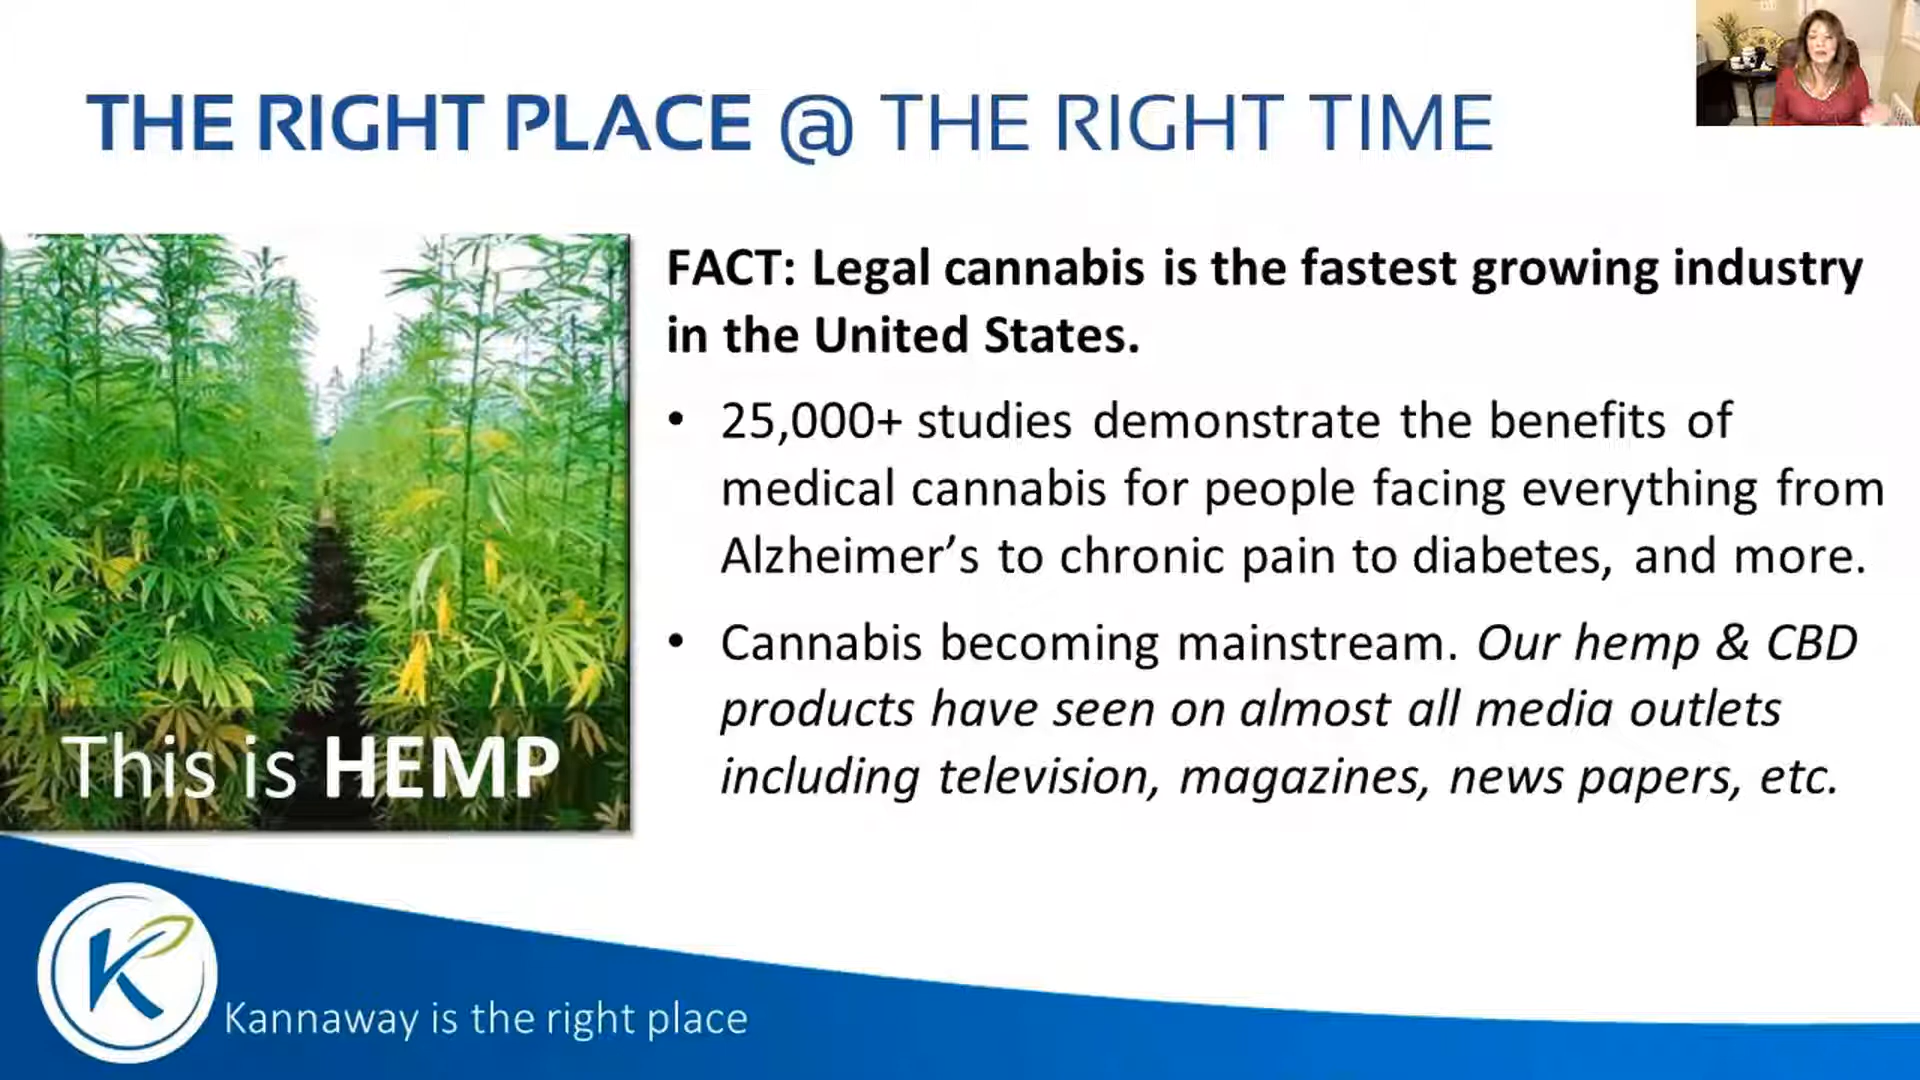 THE RIGHT PLACE @ THE RIGHT TIME
FACT: Legal cannabis is the fastest growing industry
in the United States.
• 25,000+ studies demonstrate the benefits of
medical cannabis for people facing everything from
Alzheimer’s to chronic pain to diabetes, and more.
• Cannabis becoming mainstream. Our hemp & CBD
products have seen on almost all media outlets
including television, magazines, news papers, etc.
This is HEMP
K
Kannaway is the right place